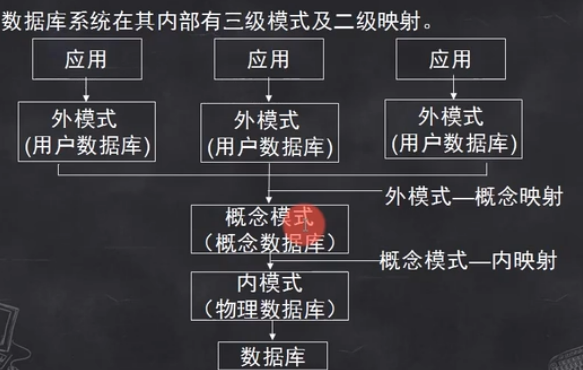 数据库系统在其内部有三级模式及二级映射。
应用
应用
应用
外模式
(用户数据库)
外模式
(用户数据库)
外模式
(用户数据库)
外模式—概念映射
概念模式
（概念数据库）
概念模式—内映射
内模式
（物理数据库）
数据库